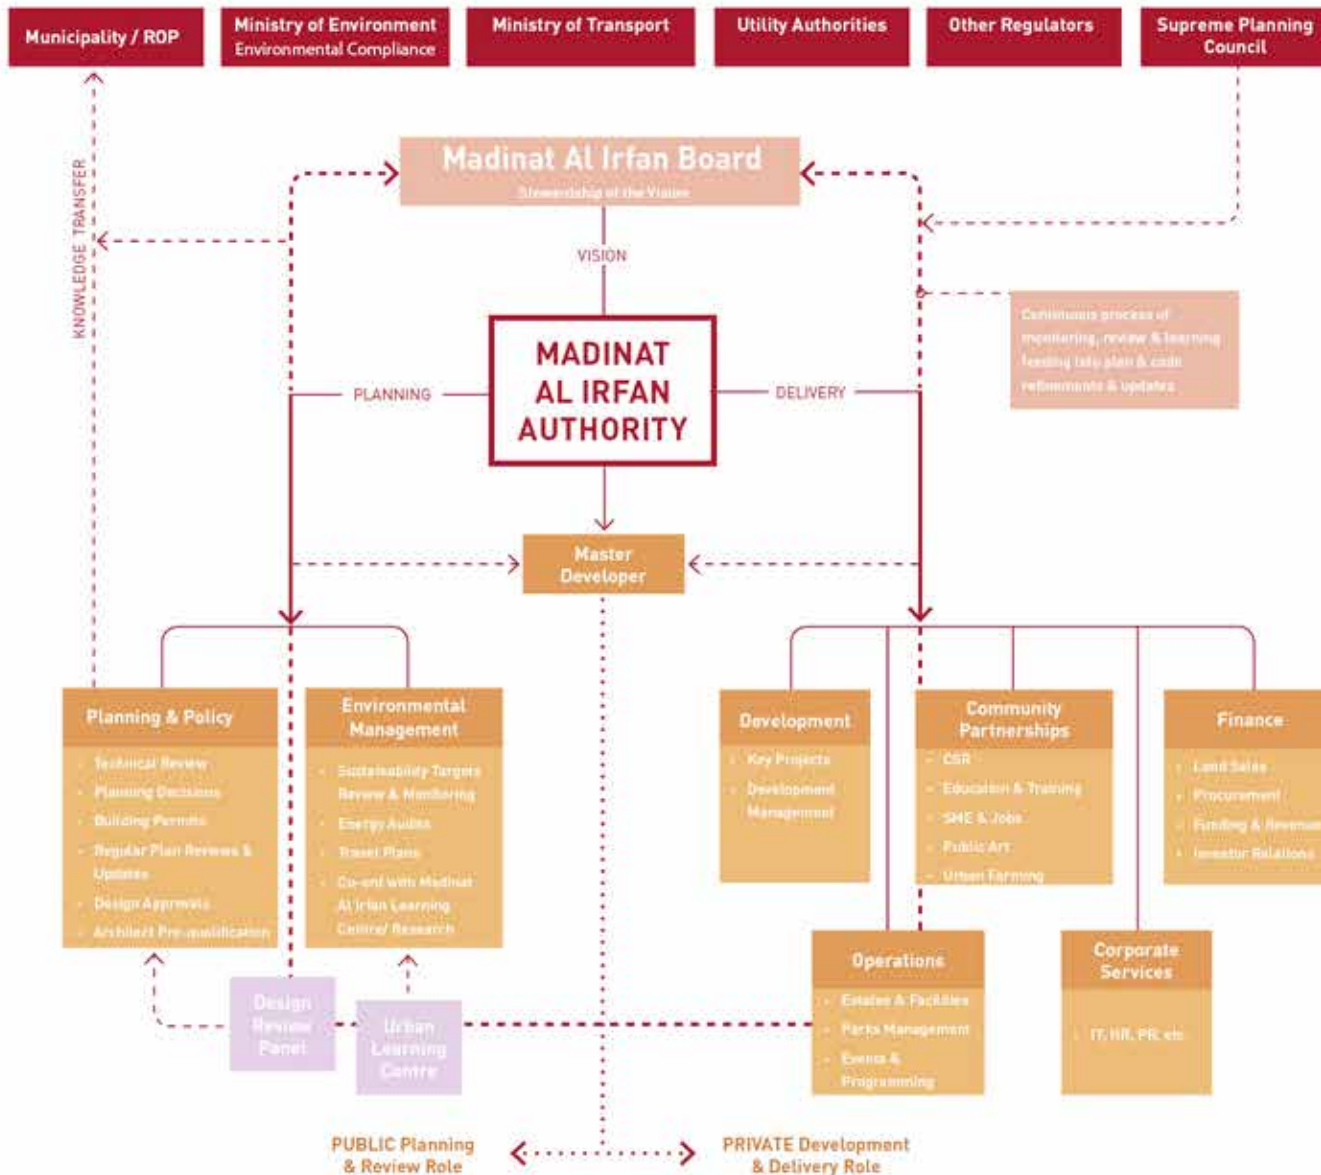 Municipality / ROP
Ministry of Environment
Environmental Compliance
Ministry of Transport
Utility Authorities
Other Regulators
Supreme Planning
Council
KNOWLEDGE TRANSFER
Madinat Al Irfan Board
Stewardship of the Vision
VISION
Continuous process of
monitoring, review & learning
feeding into plan & code
refinements & updates
MADINAT
AL IRFAN
AUTHORITY
PLANNING
DELIVERY
Master
Developer
Planning & Policy
- Technical Review
- Planning Decisions
- Building Permits
- Regular Plan Reviews &
Updates
- Design Approvals
- Architect Pre-qualification
Environmental
Management
- Sustainability Targets
Review & Monitoring
- Energy Audits
- Travel Plans
- Co-ord with Madinat
Al Irfan Learning
Centre/ Research
Development
- Key Projects
- Development
Management
Community
Partnerships
- CSR
- Education & Training
- SME & Jobs
- Public Art
- Urban Farming
Finance
- Land Sales
- Procurement
- Funding & Revenue
- Investor Relations
Operations
- Estates & Facilities
- Parks Management
- Events &
Programming
Corporate
Services
- IT, HR, PR, etc
Design
Review
Panel
Urban
Learning
Centre
PUBLIC Planning
& Review Role
PRIVATE Development
& Delivery Role